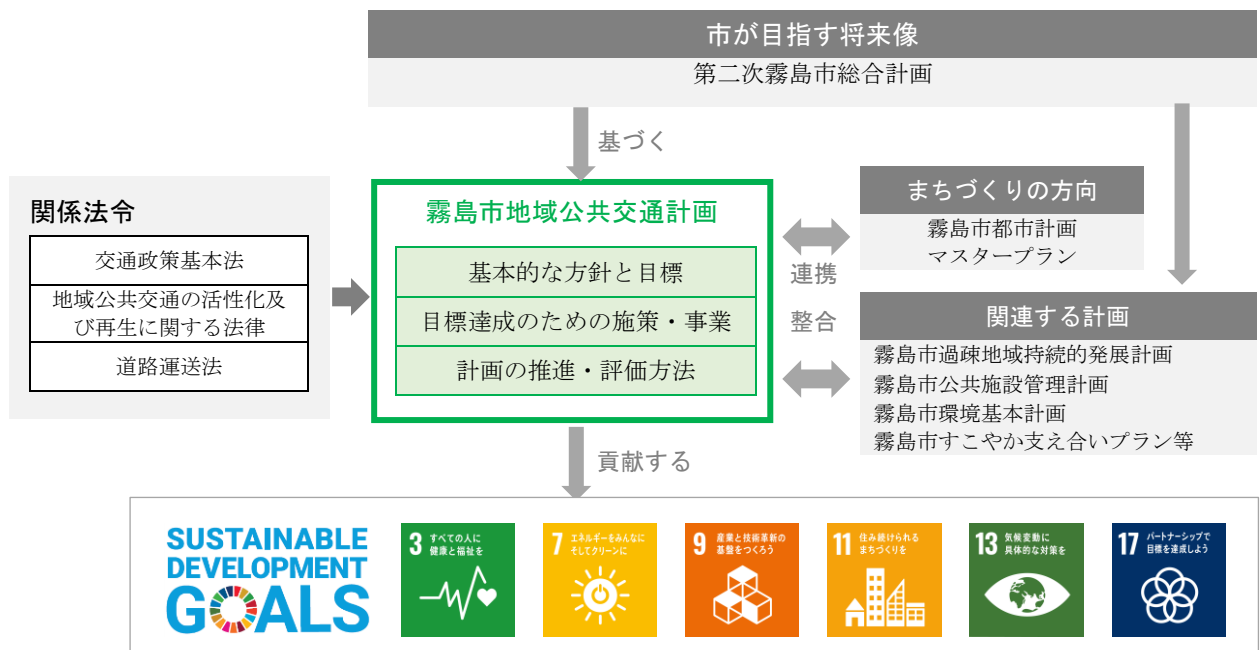 市が目指す将来像
第二次霧島市総合計画
基づく
関係法令
交通政策基本法
地域公共交通の活性化及
び再生に関する法律
道路運送法
霧島市地域公共交通計画
基本的な方針と目標
目標達成のための施策・事業
計画の推進・評価方法
連携
整合
まちづくりの方向
霧島市都市計画
マスタープラン
関連する計画
霧島市過疎地域持続的発展計画
霧島市公共施設管理計画
霧島市環境基本計画
霧島市すこやか支え合いプラン等
貢献する
SUSTAINABLE
DEVELOPMENT
GOALS
3 すべての人に
健康と福祉を
7 エネルギーをみんなに
そしてクリーンに
9 産業と技術革新の
基盤をつくろう
11 住み続けられる
まちづくりを
13 気候変動に
具体的な対策を
17 パートナーシップで
目標を達成しよう